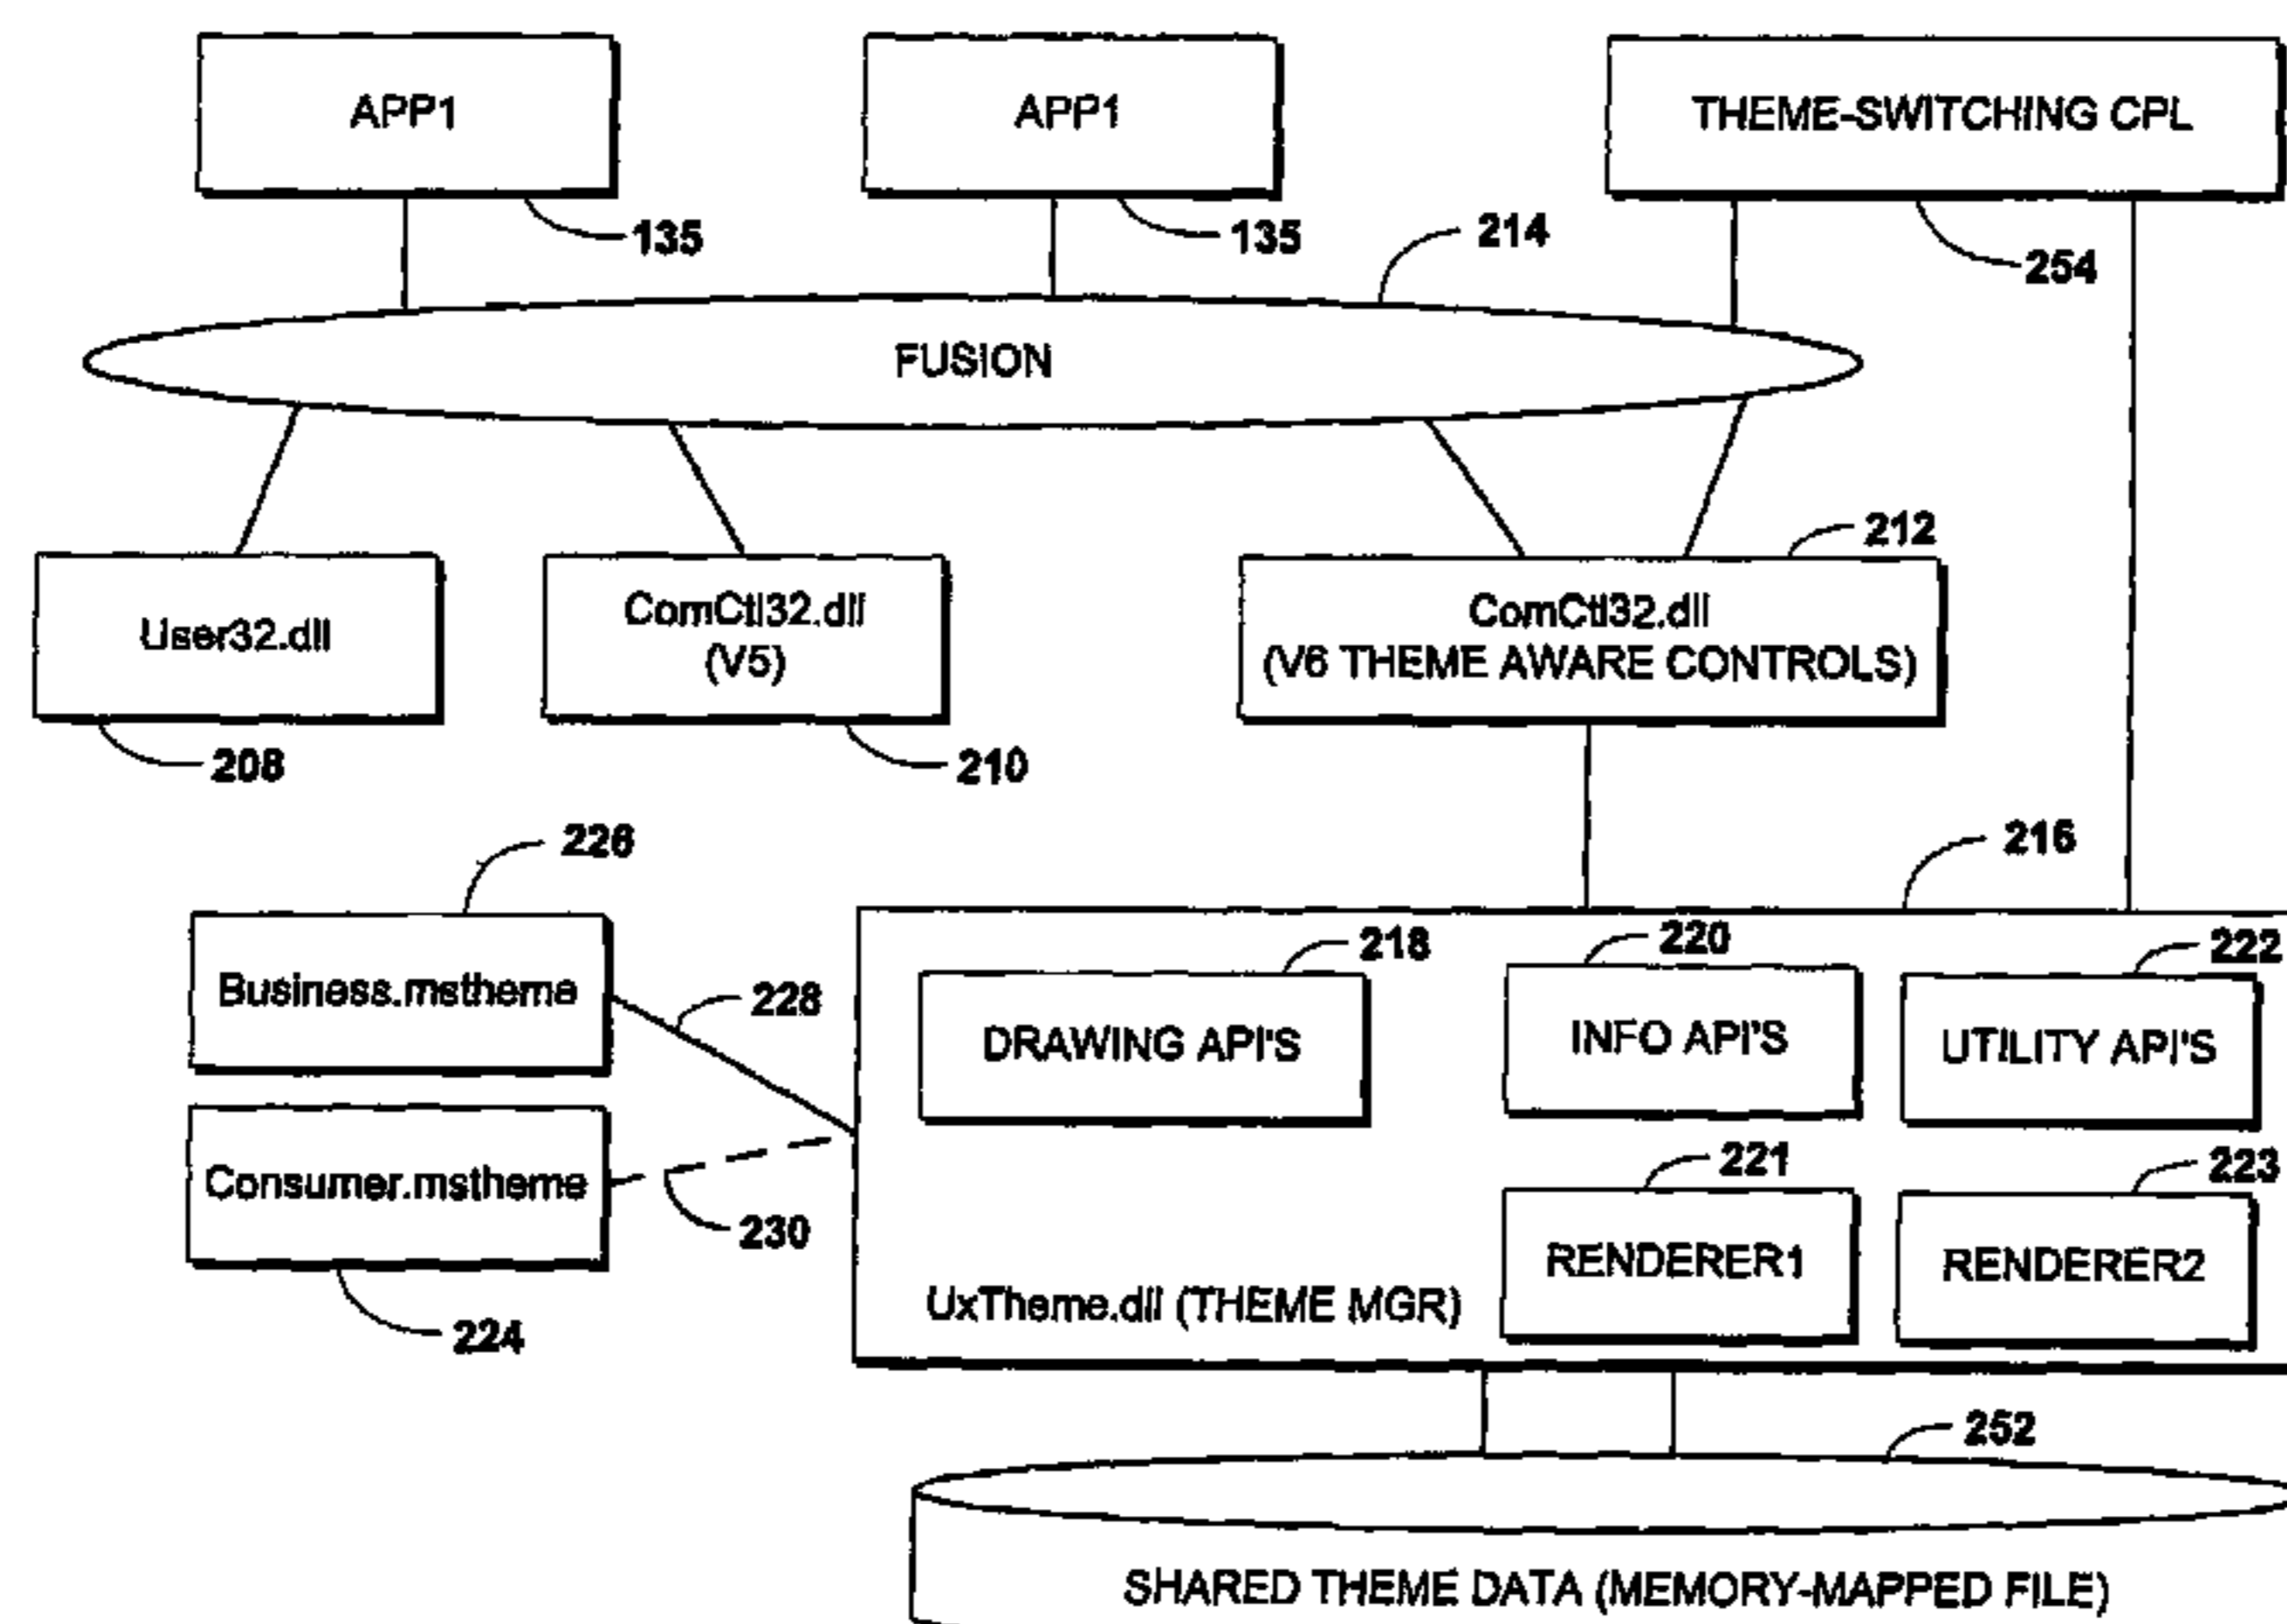 APP1
APP1
THEME-SWITCHING CPL
135
135
214
254
FUSION
212
User32.dll
ComCtl32.dll
(V5)
ComCtl32.dll
(V6 THEME AWARE CONTROLS)
208
210
226
216
218
220
222
Business.mstheme
228
DRAWING API'S
INFO API'S
UTILITY API'S
Consumer.mstheme
230
221
223
224
RENDERER1
RENDERER2
UxTheme.dll (THEME MGR)
252
SHARED THEME DATA (MEMORY-MAPPED FILE)